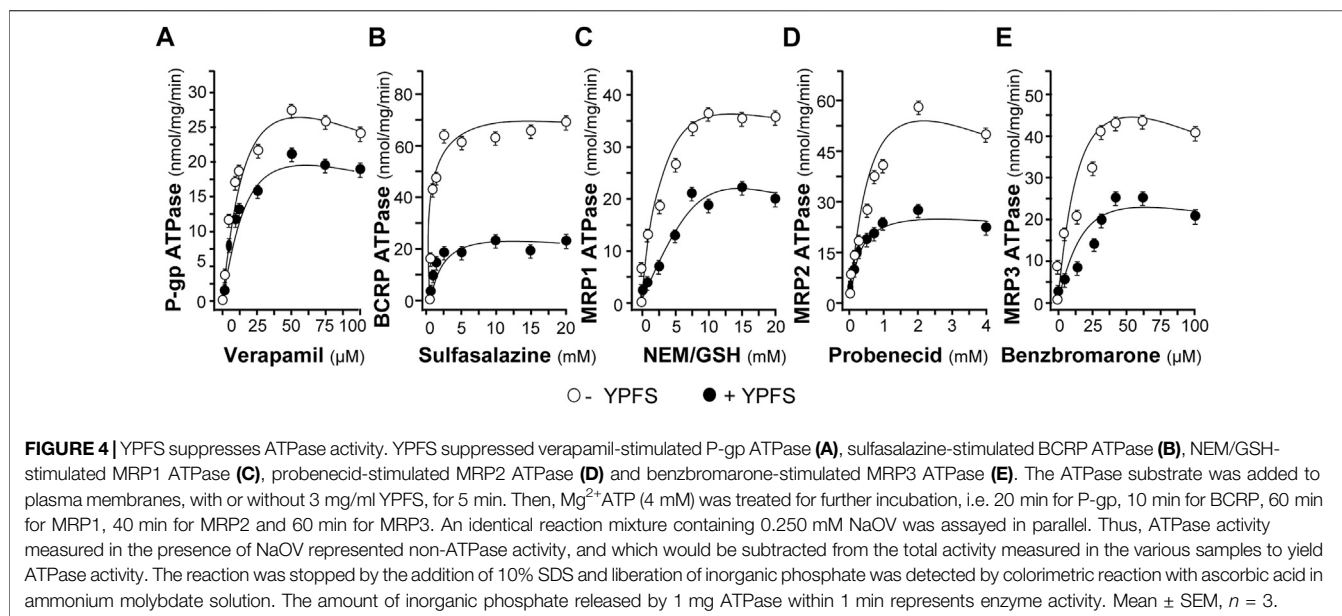 A
B
C
D
E
P-gp ATPase (nmol/mg/min)
30
25
20
15
10
5
0
0 25 50 75 100
Verapamil (µM)
BCRP ATPase (nmol/mg/min)
80
60
40
20
0
0 5 10 15 20
Sulfasalazine (mM)
MRP1 ATPase (nmol/mg/min)
40
30
20
10
0
0 5 10 15 20
NEM/GSH (mM)
MRP2 ATPase (nmol/mg/min)
60
45
30
15
0
0 1 2 3 4
Probenecid (mM)
MRP3 ATPase (nmol/mg/min)
50
40
30
20
10
0
0 25 50 75 100
Benzbromarone (µM)
- YPFS + YPFS
FIGURE 4 | YPFS suppresses ATPase activity. YPFS suppressed verapamil-stimulated P-gp ATPase (A), sulfasalazine-stimulated BCRP ATPase (B), NEM/GSH-
stimulated MRP1 ATPase (C), probenecid-stimulated MRP2 ATPase (D) and benzbromarone-stimulated MRP3 ATPase (E). The ATPase substrate was added to
plasma membranes, with or without 3 mg/ml YPFS, for 5 min. Then, Mg²⁺ATP (4 mM) was treated for further incubation, i.e. 20 min for P-gp, 10 min for BCRP, 60 min
for MRP1, 40 min for MRP2 and 60 min for MRP3. An identical reaction mixture containing 0.250 mM NaOV was assayed in parallel. Thus, ATPase activity
measured in the presence of NaOV represented non-ATPase activity, and which would be subtracted from the total activity measured in the various samples to yield
ATPase activity. The reaction was stopped by the addition of 10% SDS and liberation of inorganic phosphate was detected by colorimetric reaction with ascorbic acid in
ammonium molybdate solution. The amount of inorganic phosphate released by 1 mg ATPase within 1 min represents enzyme activity. Mean ± SEM, n = 3.